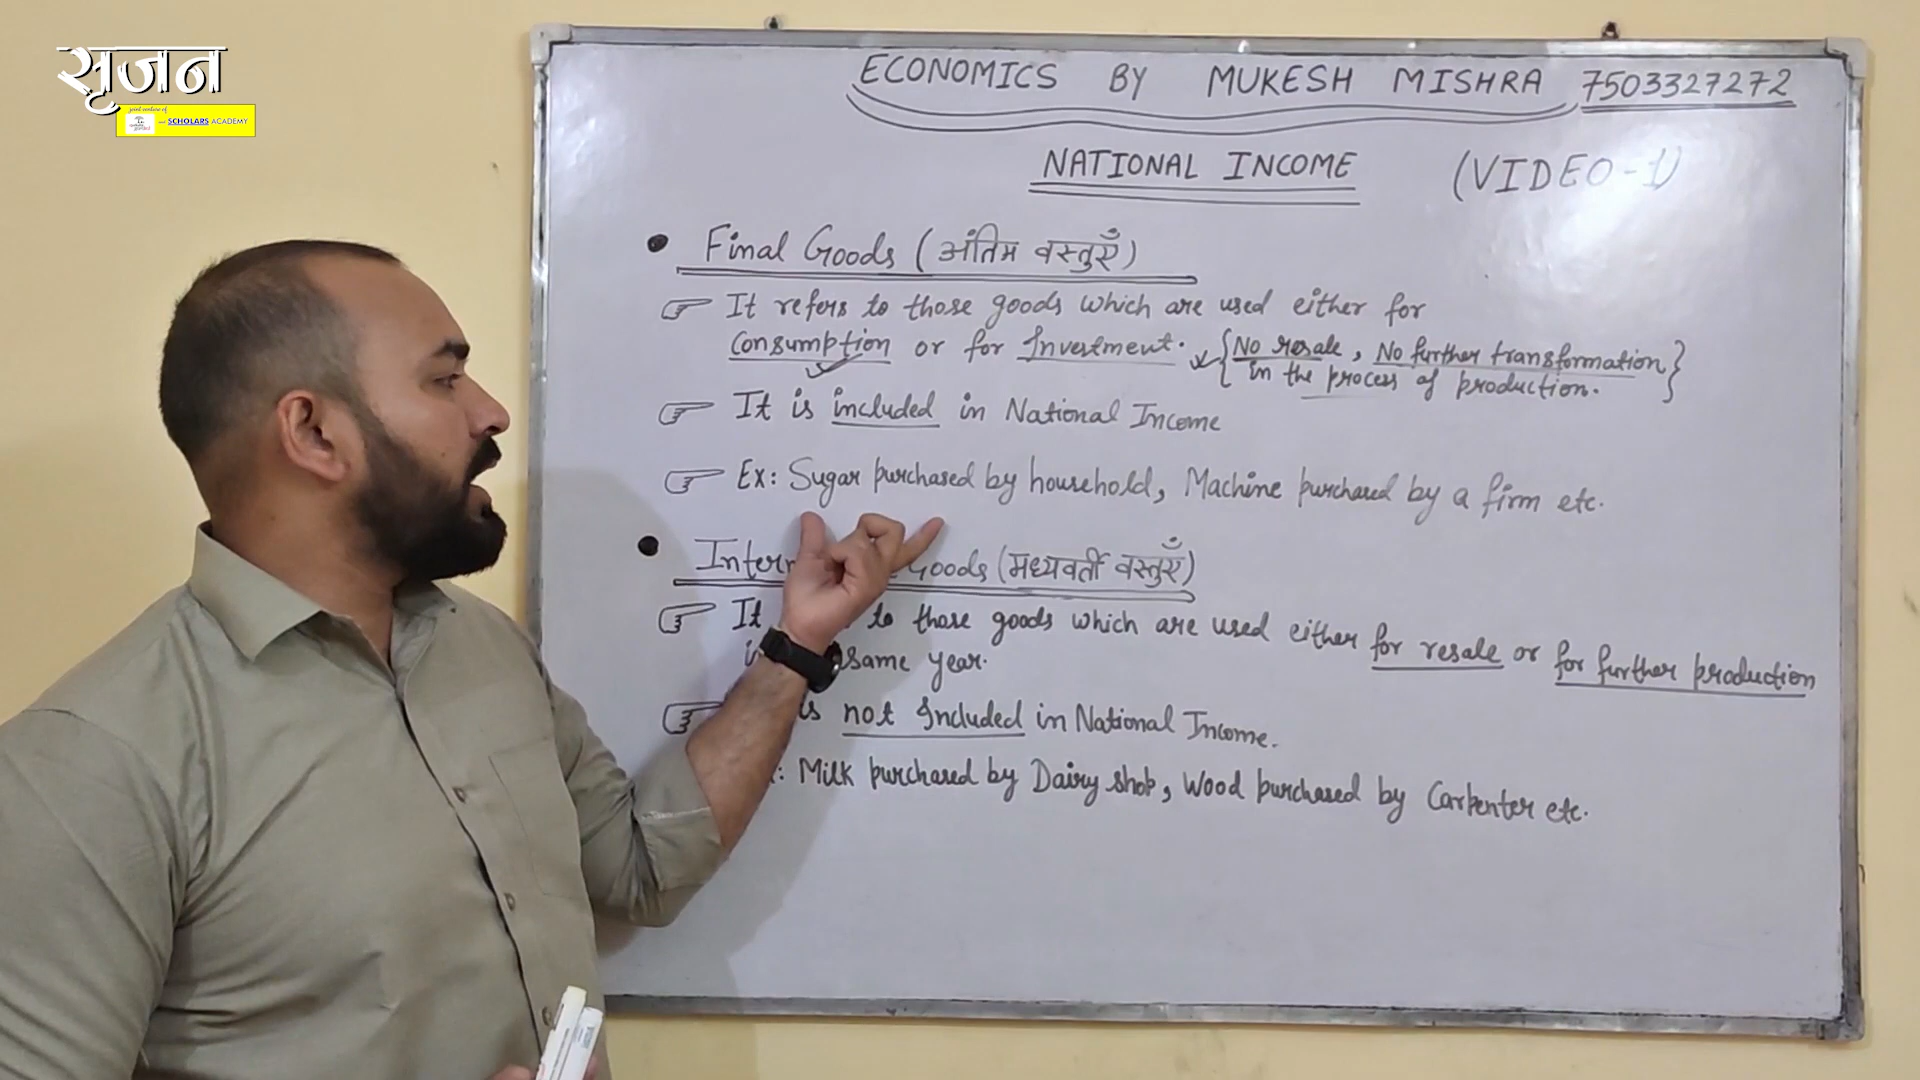 सृजन
joint venture of
and SCHOLARS ACADEMY
ECONOMICS BY MUKESH MISHRA 7503327272
NATIONAL INCOME (VIDEO-1)
• Final Goods (अंतिम वस्तुएँ)
It refers to those goods which are used either for
Consumption or for Investment. {No resale, No further transformation
in the process of production.}
It is included in National Income
Ex: Sugar purchased by household, Machine purchased by a firm etc.
• Inter Goods (मध्यवर्ती वस्तुएँ)
It to those goods which are used either for resale or for further production
same year.
is not Included in National Income.
: Milk purchased by Dairy shop, Wood purchased by Carpenter etc.